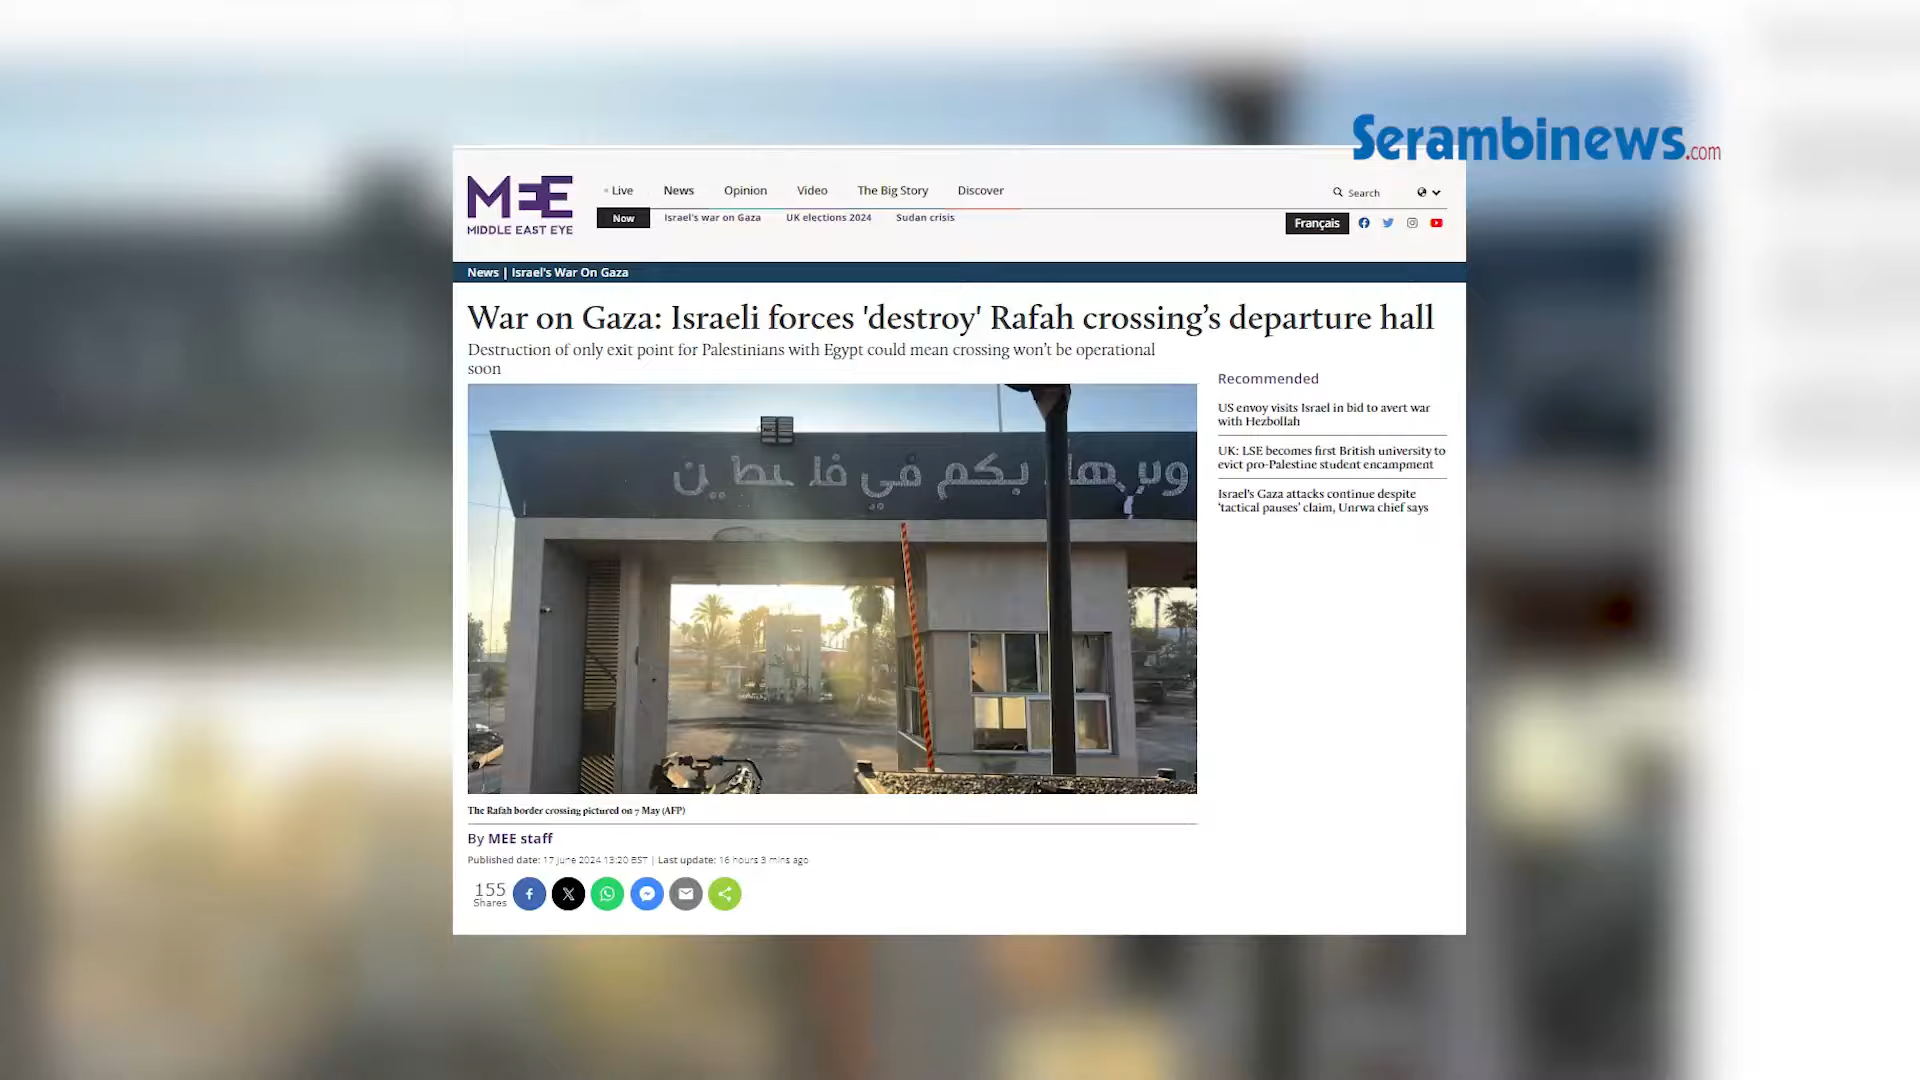 Serambinews.com
MEE
MIDDLE EAST EYE
Live News Opinion Video The Big Story Discover
Search
Now Israel's war on Gaza UK elections 2024 Sudan crisis
Français
News | Israel's War On Gaza
War on Gaza: Israeli forces 'destroy' Rafah crossing’s departure hall
Destruction of only exit point for Palestinians with Egypt could mean crossing won’t be operational
soon
بكم في
The Rafah border crossing pictured on 7 May (AFP)
By MEE staff
Published date: 17 June 2024 13:20 BST | Last update: 16 hours 3 mins ago
155
Shares
Recommended
US envoy visits Israel in bid to avert war
with Hezbollah
UK: LSE becomes first British university to
evict pro-Palestine student encampment
Israel’s Gaza attacks continue despite
‘tactical pauses’ claim, Unrwa chief says